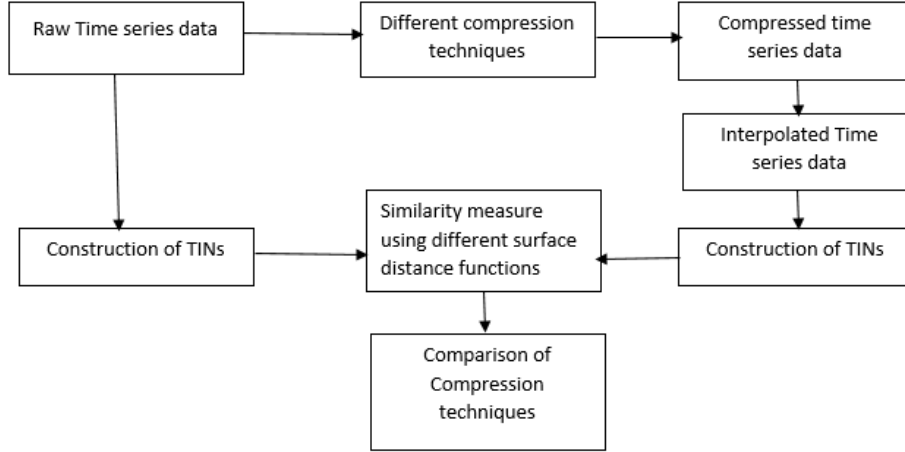 Raw Time series data
Different compression
techniques
Compressed time
series data
Interpolated Time
series data
Construction of TINs
Similarity measure
using different surface
distance functions
Construction of TINs
Comparison of
Compression
techniques